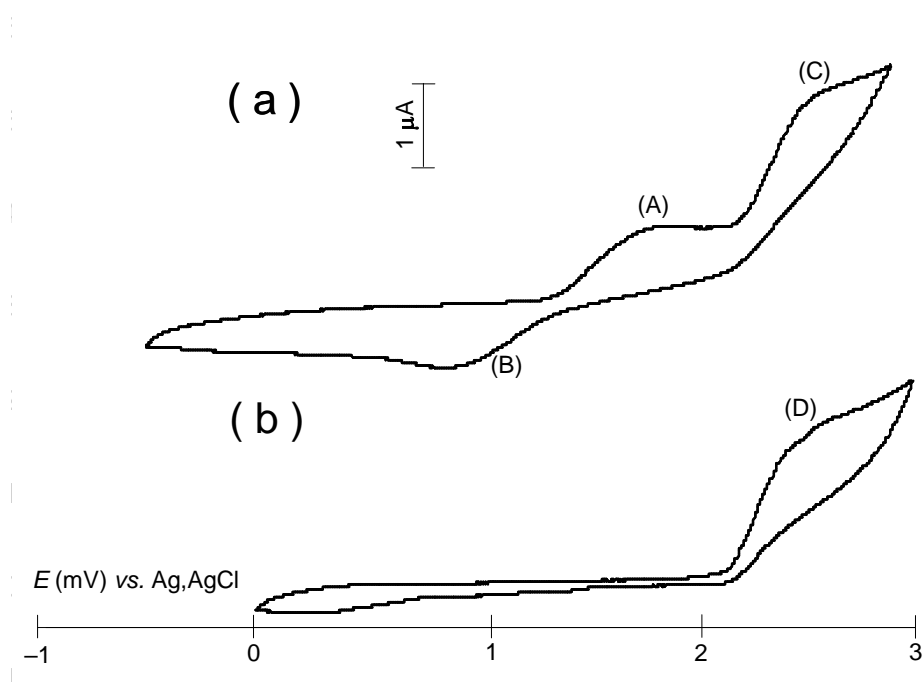 (C)
( a )
1 µA
(A)
(B)
( b )
(D)
E (mV) vs. Ag,AgCl
–1 0 1 2 3